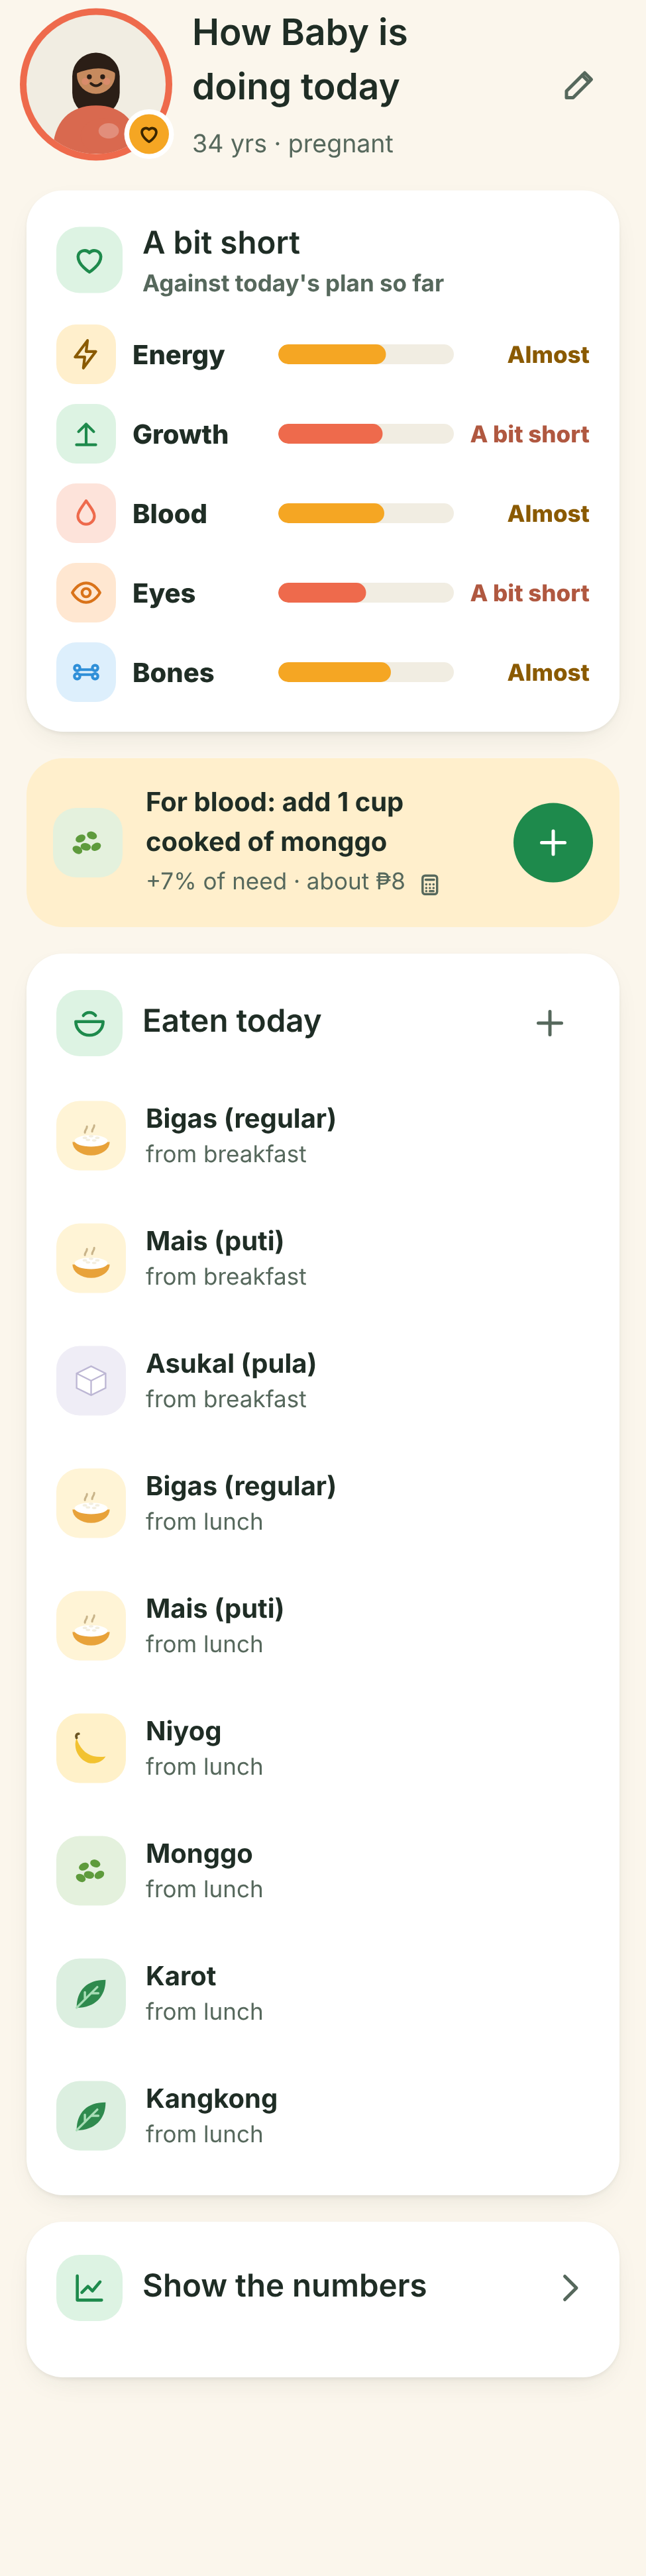 How Baby is
doing today
34 yrs · pregnant
A bit short
Against today's plan so far
Energy
Almost
Growth
A bit short
Blood
Almost
Eyes
A bit short
Bones
Almost
For blood: add 1 cup
cooked of monggo
+7% of need · about ₱8
Eaten today
Bigas (regular)
from breakfast
Mais (puti)
from breakfast
Asukal (pula)
from breakfast
Bigas (regular)
from lunch
Mais (puti)
from lunch
Niyog
from lunch
Monggo
from lunch
Karot
from lunch
Kangkong
from lunch
Show the numbers